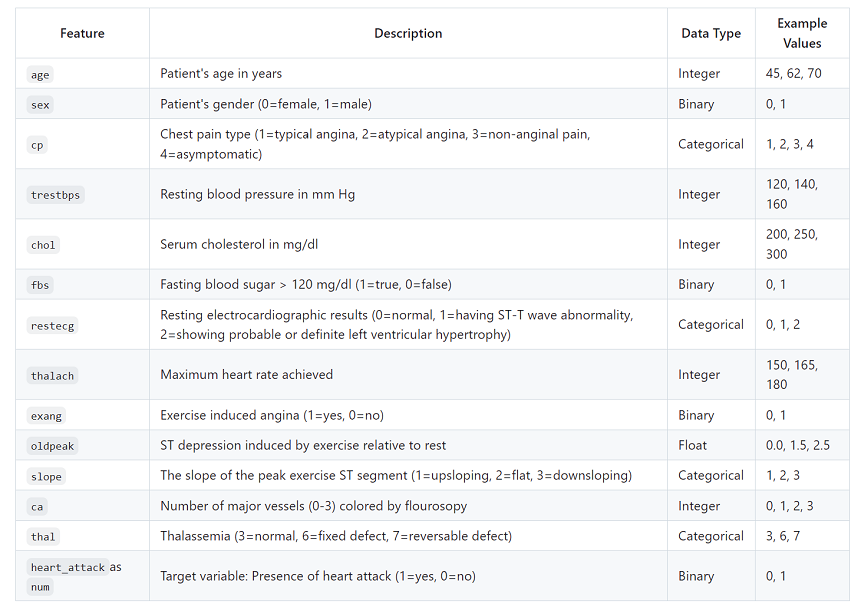 Feature Description Data Type Example
Values
age Patient's age in years Integer 45, 62, 70
sex Patient's gender (0=female, 1=male) Binary 0, 1
cp Chest pain type (1=typical angina, 2=atypical angina, 3=non-anginal pain,
4=asymptomatic) Categorical 1, 2, 3, 4
trestbps Resting blood pressure in mm Hg Integer 120, 140,
160
chol Serum cholesterol in mg/dl Integer 200, 250,
300
fbs Fasting blood sugar > 120 mg/dl (1=true, 0=false) Binary 0, 1
restecg Resting electrocardiographic results (0=normal, 1=having ST-T wave abnormality,
2=showing probable or definite left ventricular hypertrophy) Categorical 0, 1, 2
thalach Maximum heart rate achieved Integer 150, 165,
180
exang Exercise induced angina (1=yes, 0=no) Binary 0, 1
oldpeak ST depression induced by exercise relative to rest Float 0.0, 1.5, 2.5
slope The slope of the peak exercise ST segment (1=upsloping, 2=flat, 3=downsloping) Categorical 1, 2, 3
ca Number of major vessels (0-3) colored by flourosopy Integer 0, 1, 2, 3
thal Thalassemia (3=normal, 6=fixed defect, 7=reversable defect) Categorical 3, 6, 7
heart_attack as
num Target variable: Presence of heart attack (1=yes, 0=no) Binary 0, 1